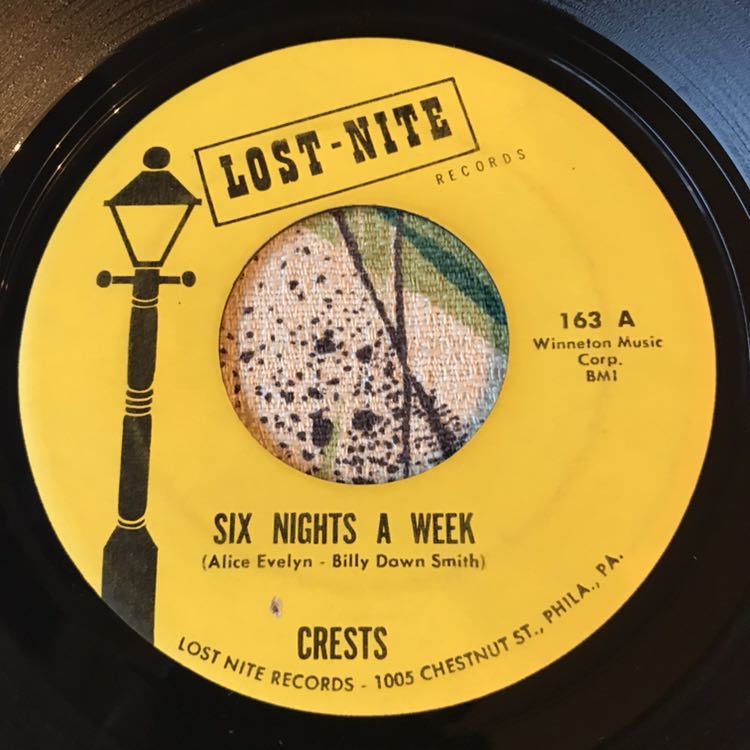 LOST-NITE
RECORDS
163 A
Winneton Music
Corp.
BMI
SIX NIGHTS A WEEK
(Alice Evelyn - Billy Dawn Smith)
CRESTS
LOST NITE RECORDS - 1005 CHESTNUT ST., PHILA., PA.